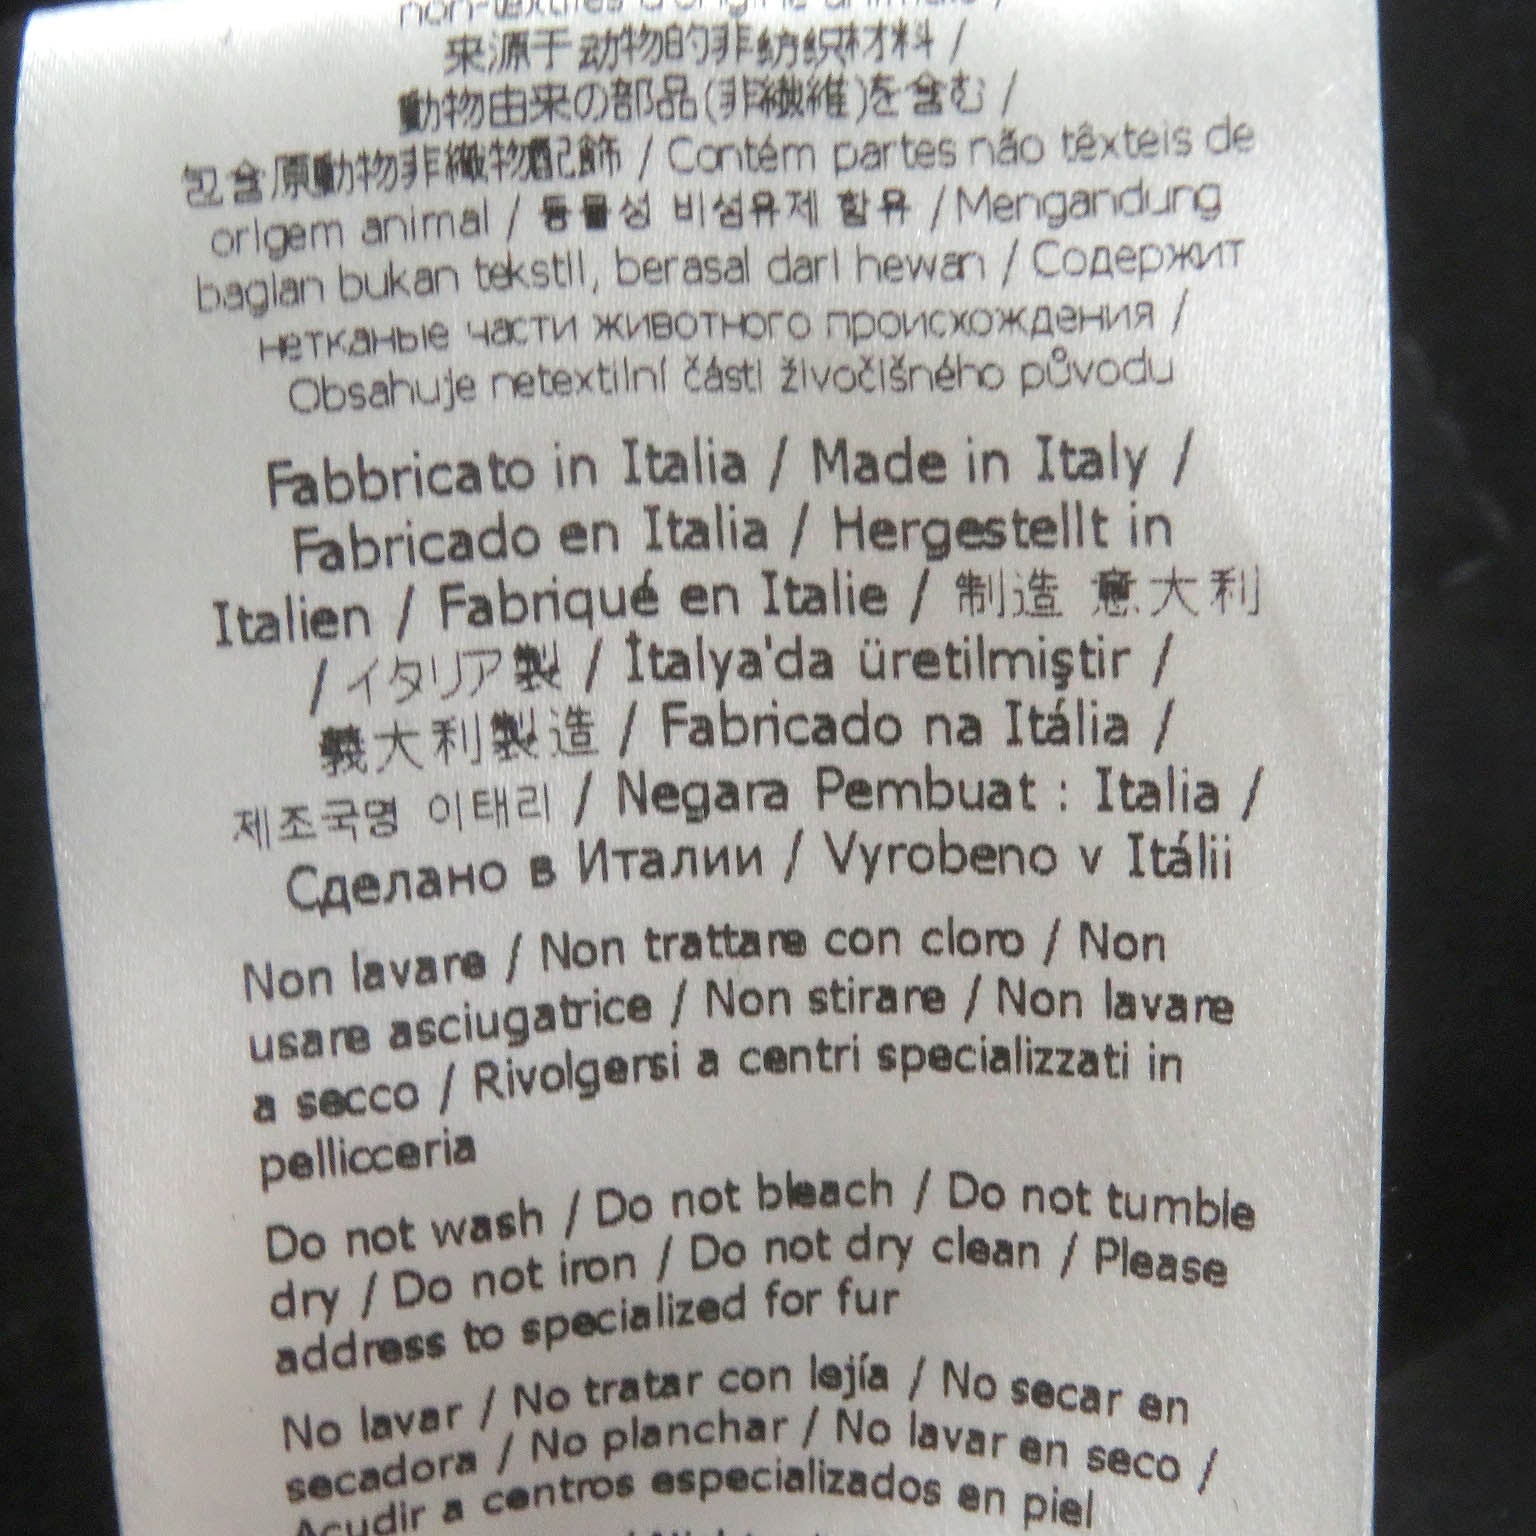 non-textiles d'origine animale /
来源于动物的非纺织材料 /
動物由来の部品(非繊維)を含む /
包含原動物非織物配飾 / Contém partes não têxteis de
origem animal / 동물성 비섬유제 함유 / Mengandung
bagian bukan tekstil, berasal dari hewan / Содержит
нетканые части животного происхождения /
Obsahuje netextilní části živočišného původu
Fabbricato in Italia / Made in Italy /
Fabricado en Italia / Hergestellt in
Italien / Fabriqué en Italie / 制造 意大利
/ イタリア製 / İtalya'da üretilmiştir /
義大利製造 / Fabricado na Itália /
제조국명 이태리 / Negara Pembuat : Italia /
Сделано в Италии / Vyrobeno v Itálii
Non lavare / Non trattare con cloro / Non
usare asciugatrice / Non stirare / Non lavare
a secco / Rivolgersi a centri specializzati in
pellicceria
Do not wash / Do not bleach / Do not tumble
dry / Do not iron / Do not dry clean / Please
address to specialized for fur
No lavar / No tratar con lejía / No secar en
secadora / No planchar / No lavar en seco /
Acudir a centros especializados en piel